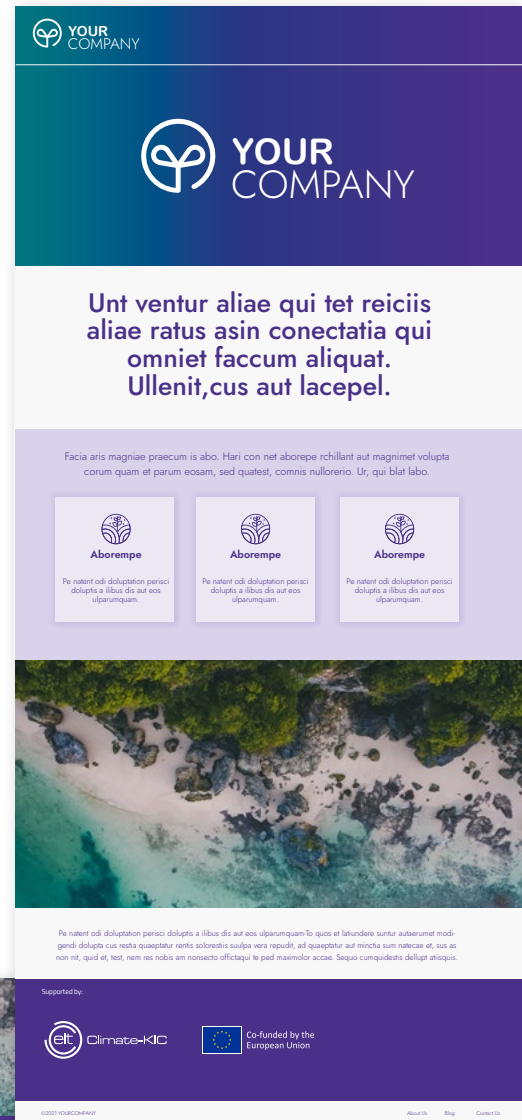 YOUR
COMPANY
YOUR
COMPANY
Unt ventur aliae qui tet reiciis
aliae ratus asin conectatia qui
omniet faccum aliquat.
Ullenit,cus aut lacepel.
Facia aris magniae praecum is abo. Hari con net aborepe rchillant aut magnimet volupta
corum quam et parum eosam, sed quatest, comnis nullorerio. Ur, qui blat labo.
Aborempe
Pe natent odi doluptation perisci
doluptis a ilibus dis aut eos
ulparumquam.
Aborempe
Pe natent odi doluptation perisci
doluptis a ilibus dis aut eos
ulparumquam.
Aborempe
Pe natent odi doluptation perisci
doluptis a ilibus dis aut eos
ulparumquam.
Pe natent odi doluptation perisci doluptis a ilibus dis aut eos ulparumquam-To quos et latiundere suntur autaerumet modi-
gendi dolupta cus restia quaeptatur rentis solorestiis suulpa vera repudit, ad quaeptatur aut minctia sum natecae et, sus as
non nit, quid et, test, nem res nobis am nonsecto offictaqui te ped maximolor accae. Sequo cumquidestis dellupt atisquis.
Supported by:
eit Climate-KIC
Co-funded by the
European Union
©2021 YOURCOMPANY
About Us Blog Contact Us